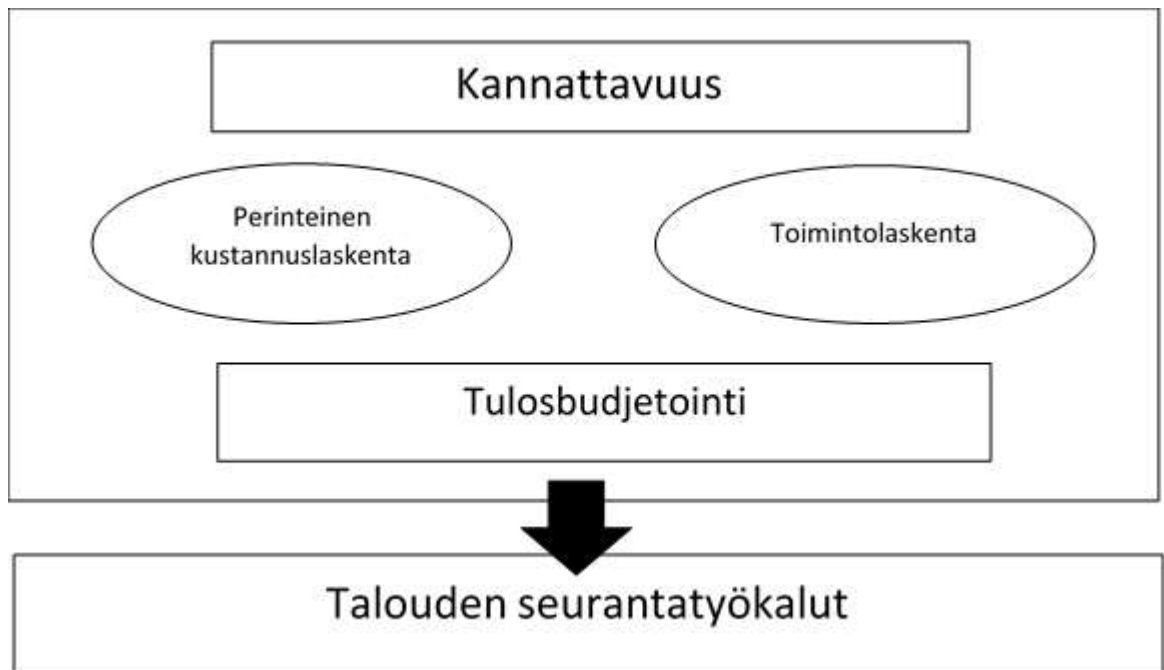 Kannattavuus
Perinteinen
kustannuslaskenta
Toimintolaskenta
Tulosbudjetointi
Talouden seurantatyökalut